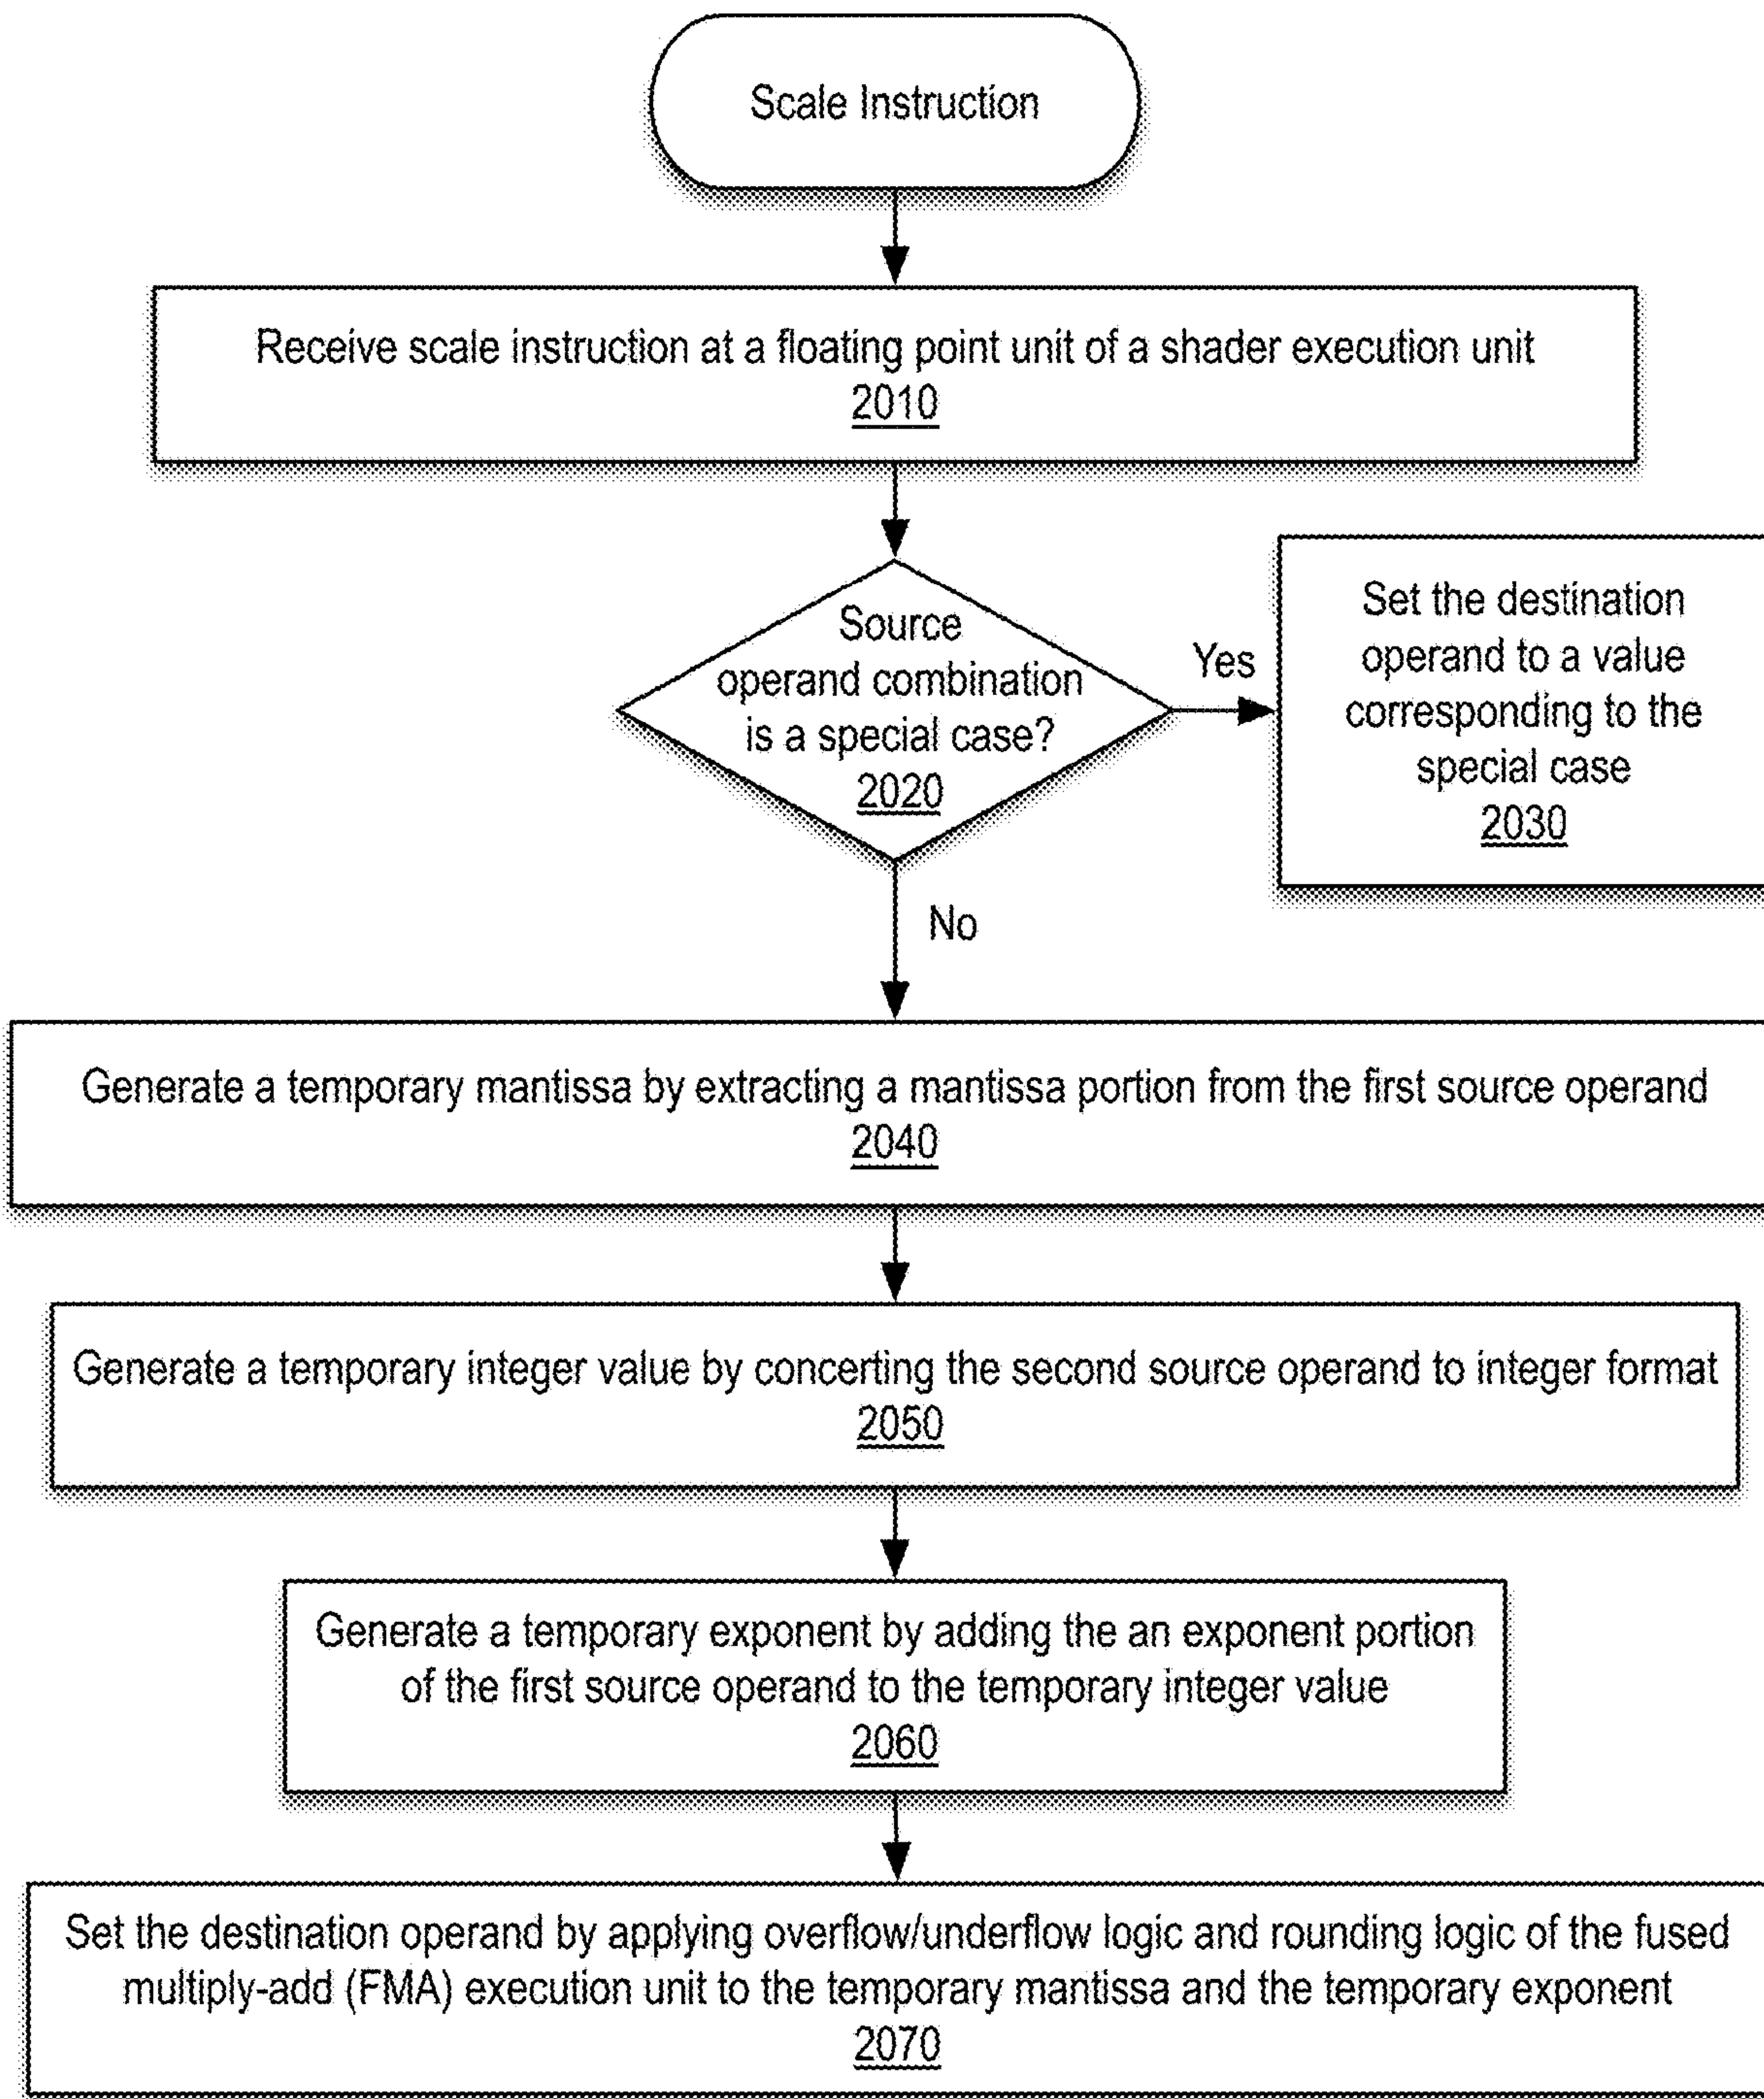 Scale Instruction
Receive scale instruction at a floating point unit of a shader execution unit
2010
Source
operand combination
is a special case?
2020
Yes
Set the destination
operand to a value
corresponding to the
special case
2030
No
Generate a temporary mantissa by extracting a mantissa portion from the first source operand
2040
Generate a temporary integer value by concerting the second source operand to integer format
2050
Generate a temporary exponent by adding the an exponent portion
of the first source operand to the temporary integer value
2060
Set the destination operand by applying overflow/underflow logic and rounding logic of the fused
multiply-add (FMA) execution unit to the temporary mantissa and the temporary exponent
2070